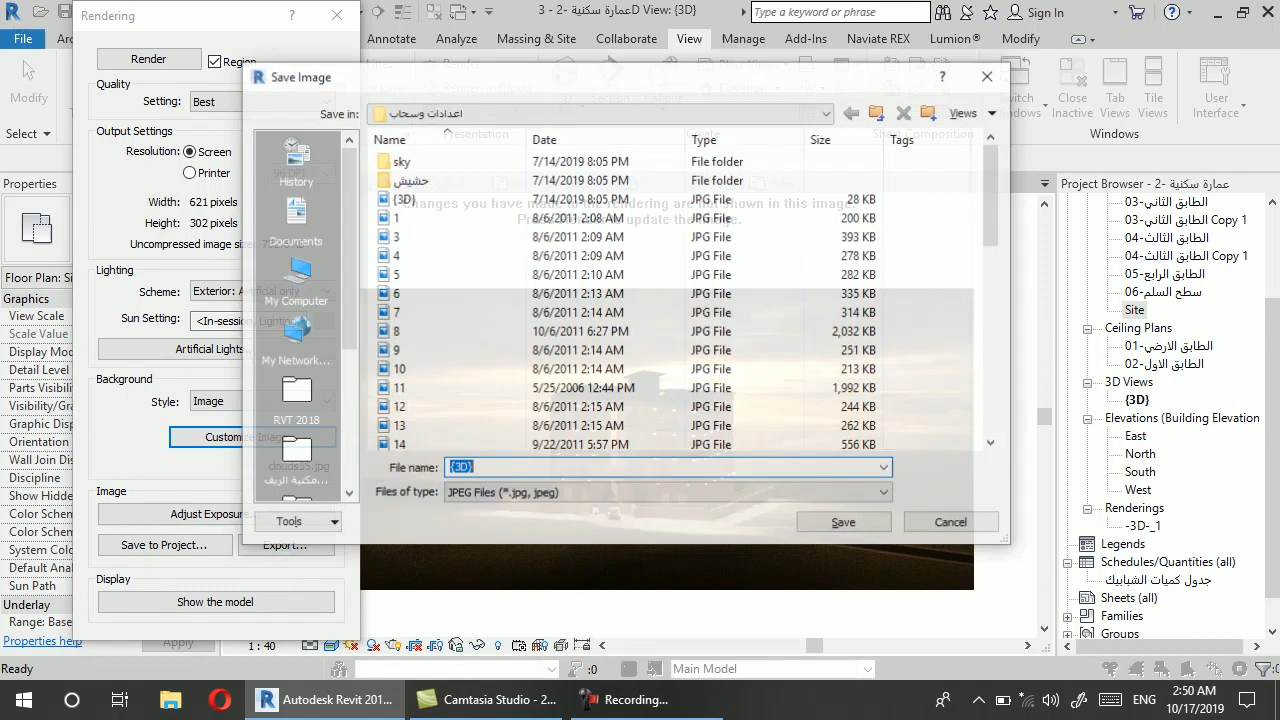 Rendering
عمارة سكنية -2 - 3D View: {3D}
Type a keyword or phrase
Sign In
File
Annotate
Analyze
Massing & Site
Collaborate
View
Manage
Add-Ins
Naviate REX
Lumion®
Modify
Render
Region
Save Image
Switch Windows
Close Inactive
Tab Views
Tile Views
User Interface
Select
Windows
Quality
Setting:
Best
Save in:
اعدادات وسحاب
Views
Output Settings
Resolution:
Screen
Printer
Width:
621 pixels
Height:
302 pixels
Uncompressed image size:
Name
Date
Type
Size
Tags
sky
7/14/2019 8:05 PM
File folder
حشيش
7/14/2019 8:05 PM
File folder
{3D}
7/14/2019 8:05 PM
JPG File
28 KB
1
8/6/2011 2:08 AM
JPG File
200 KB
3
8/6/2011 2:09 AM
JPG File
393 KB
4
8/6/2011 2:09 AM
JPG File
278 KB
5
8/6/2011 2:10 AM
JPG File
282 KB
6
8/6/2011 2:13 AM
JPG File
335 KB
7
8/6/2011 2:14 AM
JPG File
314 KB
8
10/6/2011 6:27 PM
JPG File
2,032 KB
9
8/6/2011 2:14 AM
JPG File
251 KB
10
8/6/2011 2:14 AM
JPG File
213 KB
11
5/25/2006 12:44 PM
JPG File
1,992 KB
12
8/6/2011 2:15 AM
JPG File
244 KB
13
8/6/2011 2:15 AM
JPG File
262 KB
14
9/22/2011 5:57 PM
JPG File
556 KB
History
Documents
My Computer
My Network...
RVT 2018
مكتبة الريف...
File name:
{3D}
Files of type:
JPEG Files (*.jpg, jpeg)
Tools
Save
Cancel
Properties
Floor Plan: Si
Graphics
View Scale
Scale Value
Display Mod
Detail Level
Parts Visibility
Visibility/Gra
Graphic Disp
Orientation
Wall Join Disp
Discipline
Color Schem
Color Schem
System Colo
Default Anal
Sun Path
Underlay
Range: Base
Properties help
Apply
Lighting
Scheme:
Exterior: Artificial only
Sun Setting:
<In-session, Lighting
Artificial Lights...
Background
Style:
Image
Customize Image
clouds35.jpg
Image
Adjust Exposure
Save to Project...
Export...
Display
Show the model
Project Browser - عمارة سكنية -2
03-الطابق الثاني
03-الطابق الثاني Copy 1
04-الطابق الثالث
04-الطابق الثالث Copy 1
05-الطابق الرابع
06-سطح السلم
Site
Ceiling Plans
01-الطابق الارضي
02-الطابق الاول
3D Views
{3D}
Elevations (Building Elevation
East
North
South
West
Renderings
-3D-_1
Legends
Schedules/Quantities (all)
جدول كميات الشبابيك
Sheets (all)
Families
Groups
1 : 40
Ready
:0
Main Model
:0
Autodesk Revit 201...
Camtasia Studio - 2...
Recording...
ENG
2:50 AM
10/17/2019